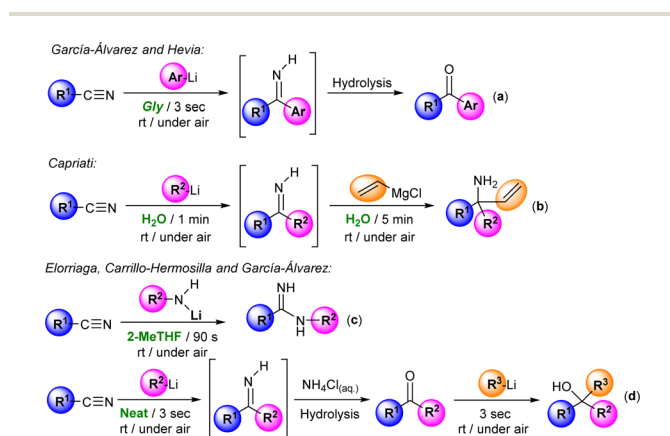 García-Álvarez and Hevia:
R¹–C≡N
Ar-Li
Gly / 3 sec
rt / under air
N H
R¹ Ar
Hydrolysis
O
R¹ Ar
(a)
Capriati:
R¹–C≡N
R²-Li
H₂O / 1 min
rt / under air
N H
R¹ R²
MgCl
H₂O / 5 min
rt / under air
NH₂
R¹ R²
(b)
Elorriaga, Carrillo-Hermosilla and García-Álvarez:
R¹–C≡N
R² N H Li
2-MeTHF / 90 s
rt / under air
NH
R¹ N H R²
(c)
R¹–C≡N
R²-Li
Neat / 3 sec
rt / under air
N H
R¹ R²
NH₄Cl(aq.)
Hydrolysis
O
R¹ R²
R³-Li
3 sec
rt / under air
HO R³
R¹ R²
(d)